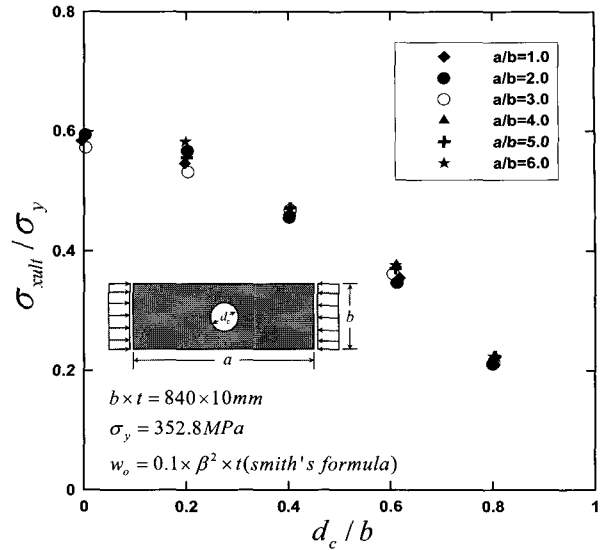 0.8
0.6
0.4
0.2
0
0
0.2
0.4
0.6
0.8
1
σxult / σy
dc / b
a/b=1.0
a/b=2.0
a/b=3.0
a/b=4.0
a/b=5.0
a/b=6.0
dc
b
a
b × t = 840 × 10mm
σy = 352.8MPa
wo = 0.1 × β² × t(smith's formula)